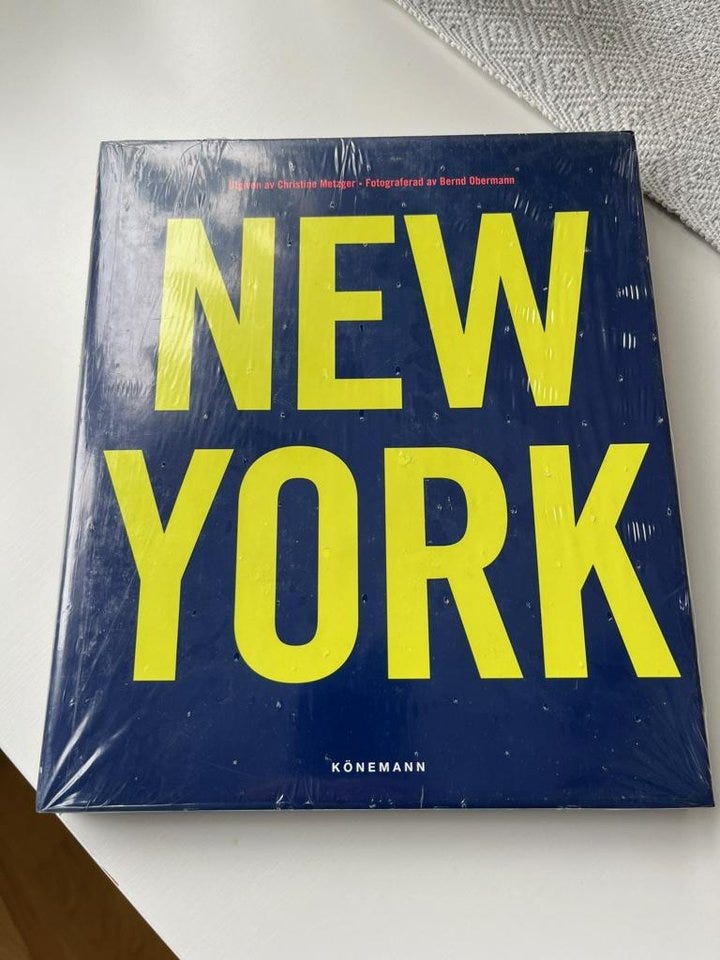 Utgiven av Christine Metzger • Fotograferad av Bernd Obermann
NEW
YORK
KÖNEMANN